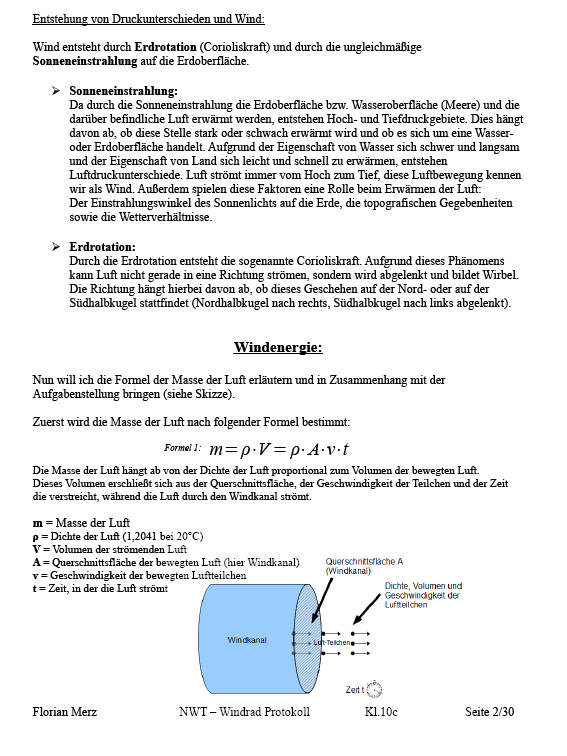 Entstehung von Druckunterschieden und Wind:
Wind entsteht durch Erdrotation (Corioliskraft) und durch die ungleichmäßige
Sonneneinstrahlung auf die Erdoberfläche.
➢ Sonneneinstrahlung:
Da durch die Sonneneinstrahlung die Erdoberfläche bzw. Wasseroberfläche (Meere) und die
darüber befindliche Luft erwärmt werden, entstehen Hoch- und Tiefdruckgebiete. Dies hängt
davon ab, ob diese Stelle stark oder schwach erwärmt wird und ob es sich um eine Wasser-
oder Erdoberfläche handelt. Aufgrund der Eigenschaft von Wasser sich schwer und langsam
und der Eigenschaft von Land sich leicht und schnell zu erwärmen, entstehen
Luftdruckunterschiede. Luft strömt immer vom Hoch zum Tief, diese Luftbewegung kennen
wir als Wind. Außerdem spielen diese Faktoren eine Rolle beim Erwärmen der Luft:
Der Einstrahlungswinkel des Sonnenlichts auf die Erde, die topografischen Gegebenheiten
sowie die Wetterverhältnisse.
➢ Erdrotation:
Durch die Erdrotation entsteht die sogenannte Corioliskraft. Aufgrund dieses Phänomens
kann Luft nicht gerade in eine Richtung strömen, sondern wird abgelenkt und bildet Wirbel.
Die Richtung hängt hierbei davon ab, ob dieses Geschehen auf der Nord- oder auf der
Südhalbkugel stattfindet (Nordhalbkugel nach rechts, Südhalbkugel nach links abgelenkt).
Windenergie:
Nun will ich die Formel der Masse der Luft erläutern und in Zusammenhang mit der
Aufgabenstellung bringen (siehe Skizze).
Zuerst wird die Masse der Luft nach folgender Formel bestimmt:
Formel 1: m=ρ·V=ρ·A·v·t
Die Masse der Luft hängt ab von der Dichte der Luft proportional zum Volumen der bewegten Luft.
Dieses Volumen erschließt sich aus der Querschnittsfläche, der Geschwindigkeit der Teilchen und der Zeit
die verstreicht, während die Luft durch den Windkanal strömt.
m = Masse der Luft
ρ = Dichte der Luft (1,2041 bei 20°C)
V = Volumen der strömenden Luft
A = Querschnittsfläche der bewegten Luft (hier Windkanal)
v = Geschwindigkeit der bewegten Luftteilchen
t = Zeit, in der die Luft strömt
Querschnittsfläche A
(Windkanal)
Dichte, Volumen und
Geschwindigkeit der
Luftteilchen
Windkanal
Luft-Teilchen
Zeit t
Florian Merz NWT – Windrad Protokoll Kl.10c Seite 2/30